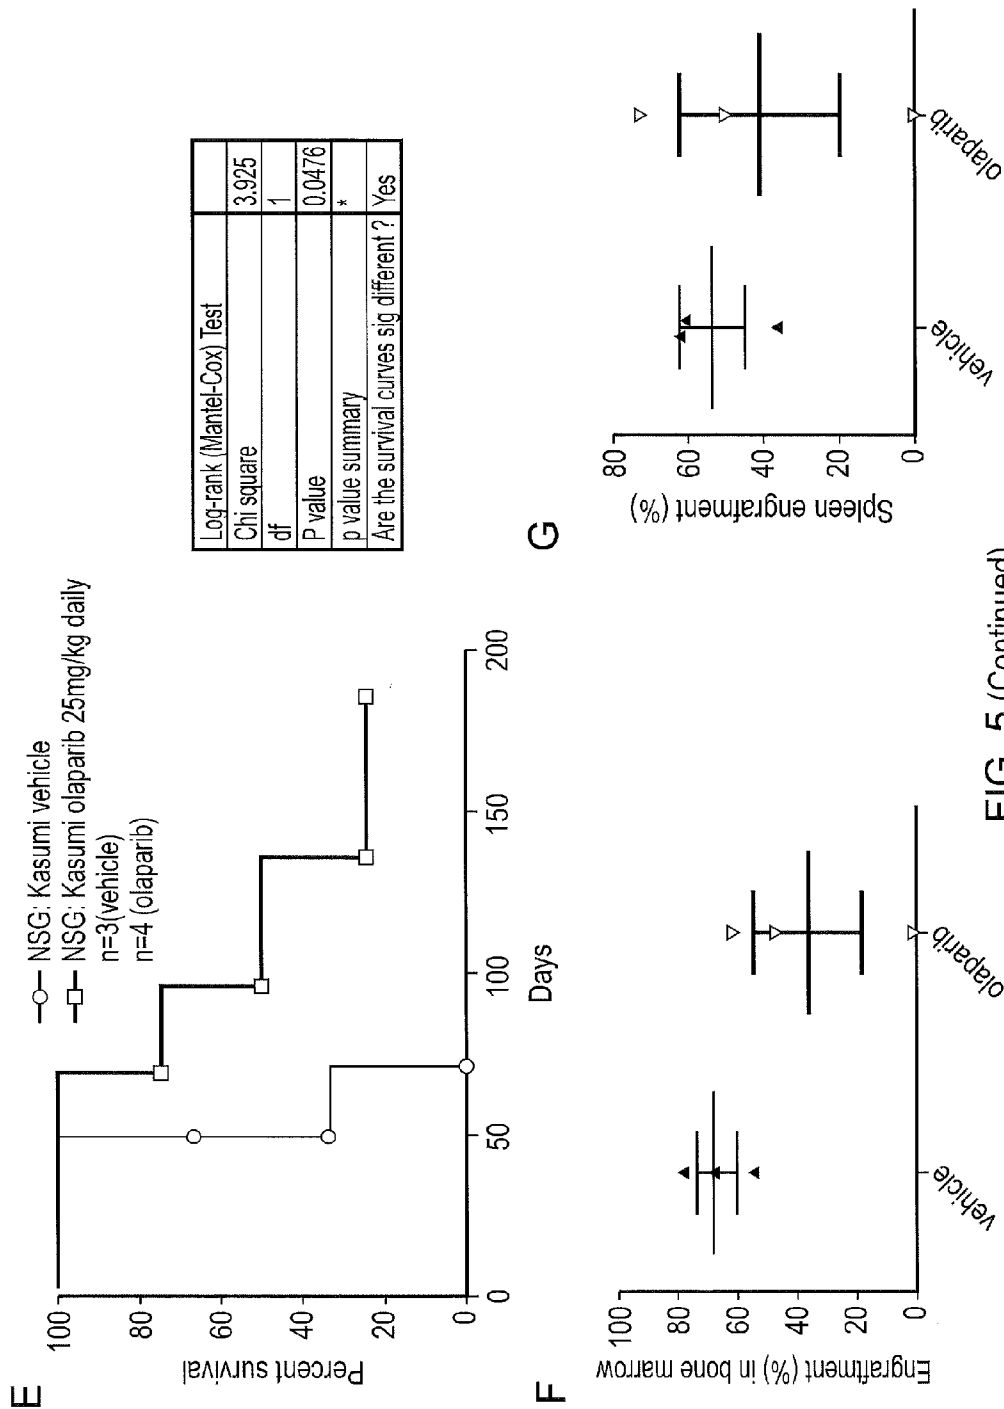 E
Percent survival
100
80
60
40
20
0
0
50
100
150
200
Days
NSG: Kasumi vehicle
NSG: Kasumi olaparib 25mg/kg daily
n=3(vehicle)
n=4 (olaparib)
Log-rank (Mantel-Cox) Test
Chi square 3.925
df 1
P value 0.0476
p value summary *
Are the survival curves sig different ? Yes
F
Engraftment (%) in bone marrow
100
80
60
40
20
0
vehicle
olaparib
G
Spleen engrafment (%)
80
60
40
20
0
vehicle
olaparib
FIG. 5 (Continued)